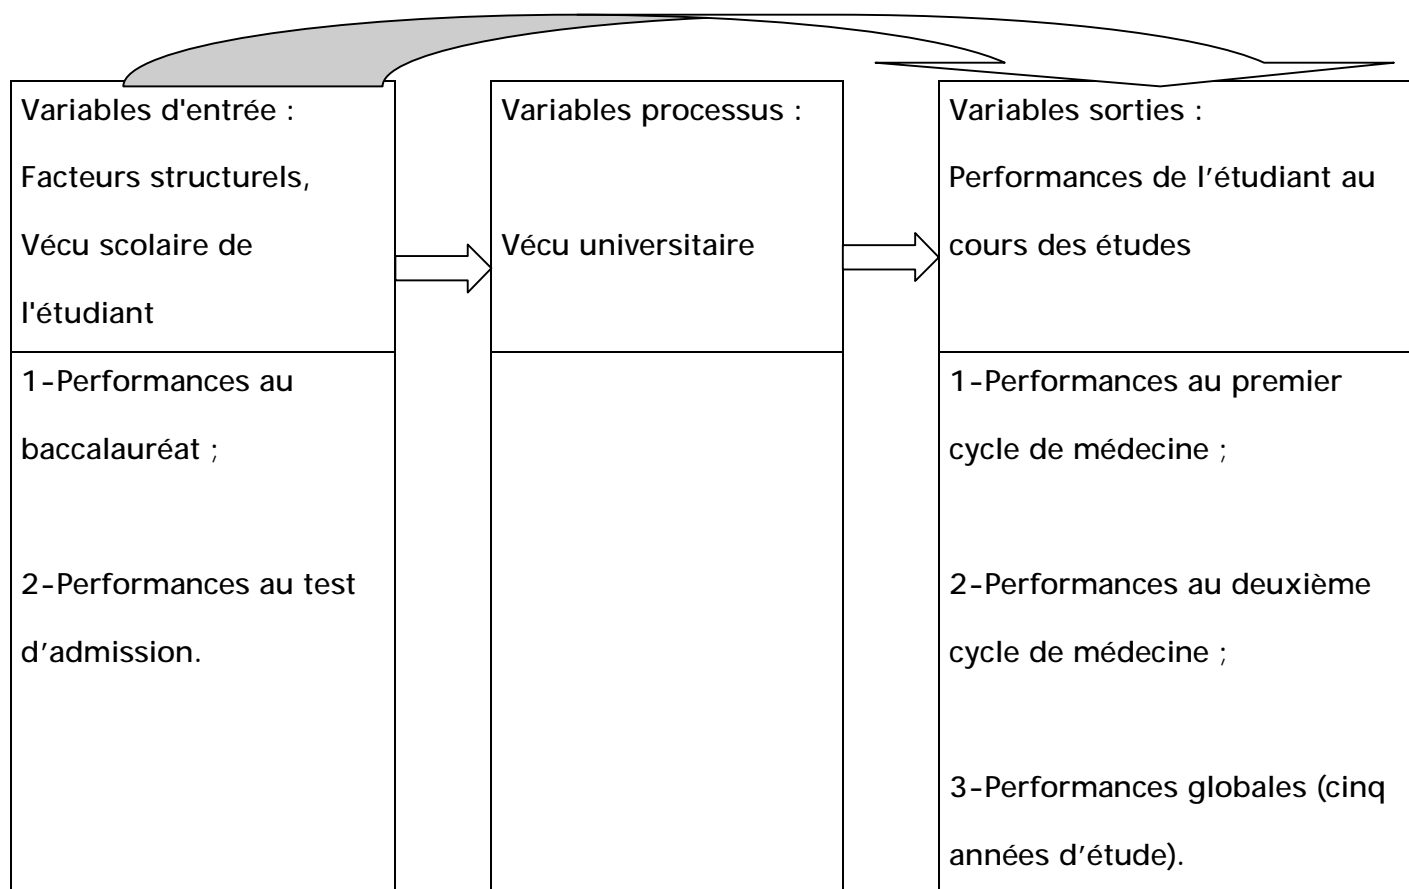 Variables d'entrée :
Facteurs structurels,
Vécu scolaire de
l'étudiant
1-Performances au
baccalauréat ;
2-Performances au test
d’admission.
Variables processus :
Vécu universitaire
Variables sorties :
Performances de l’étudiant au
cours des études
1-Performances au premier
cycle de médecine ;
2-Performances au deuxième
cycle de médecine ;
3-Performances globales (cinq
années d’étude).